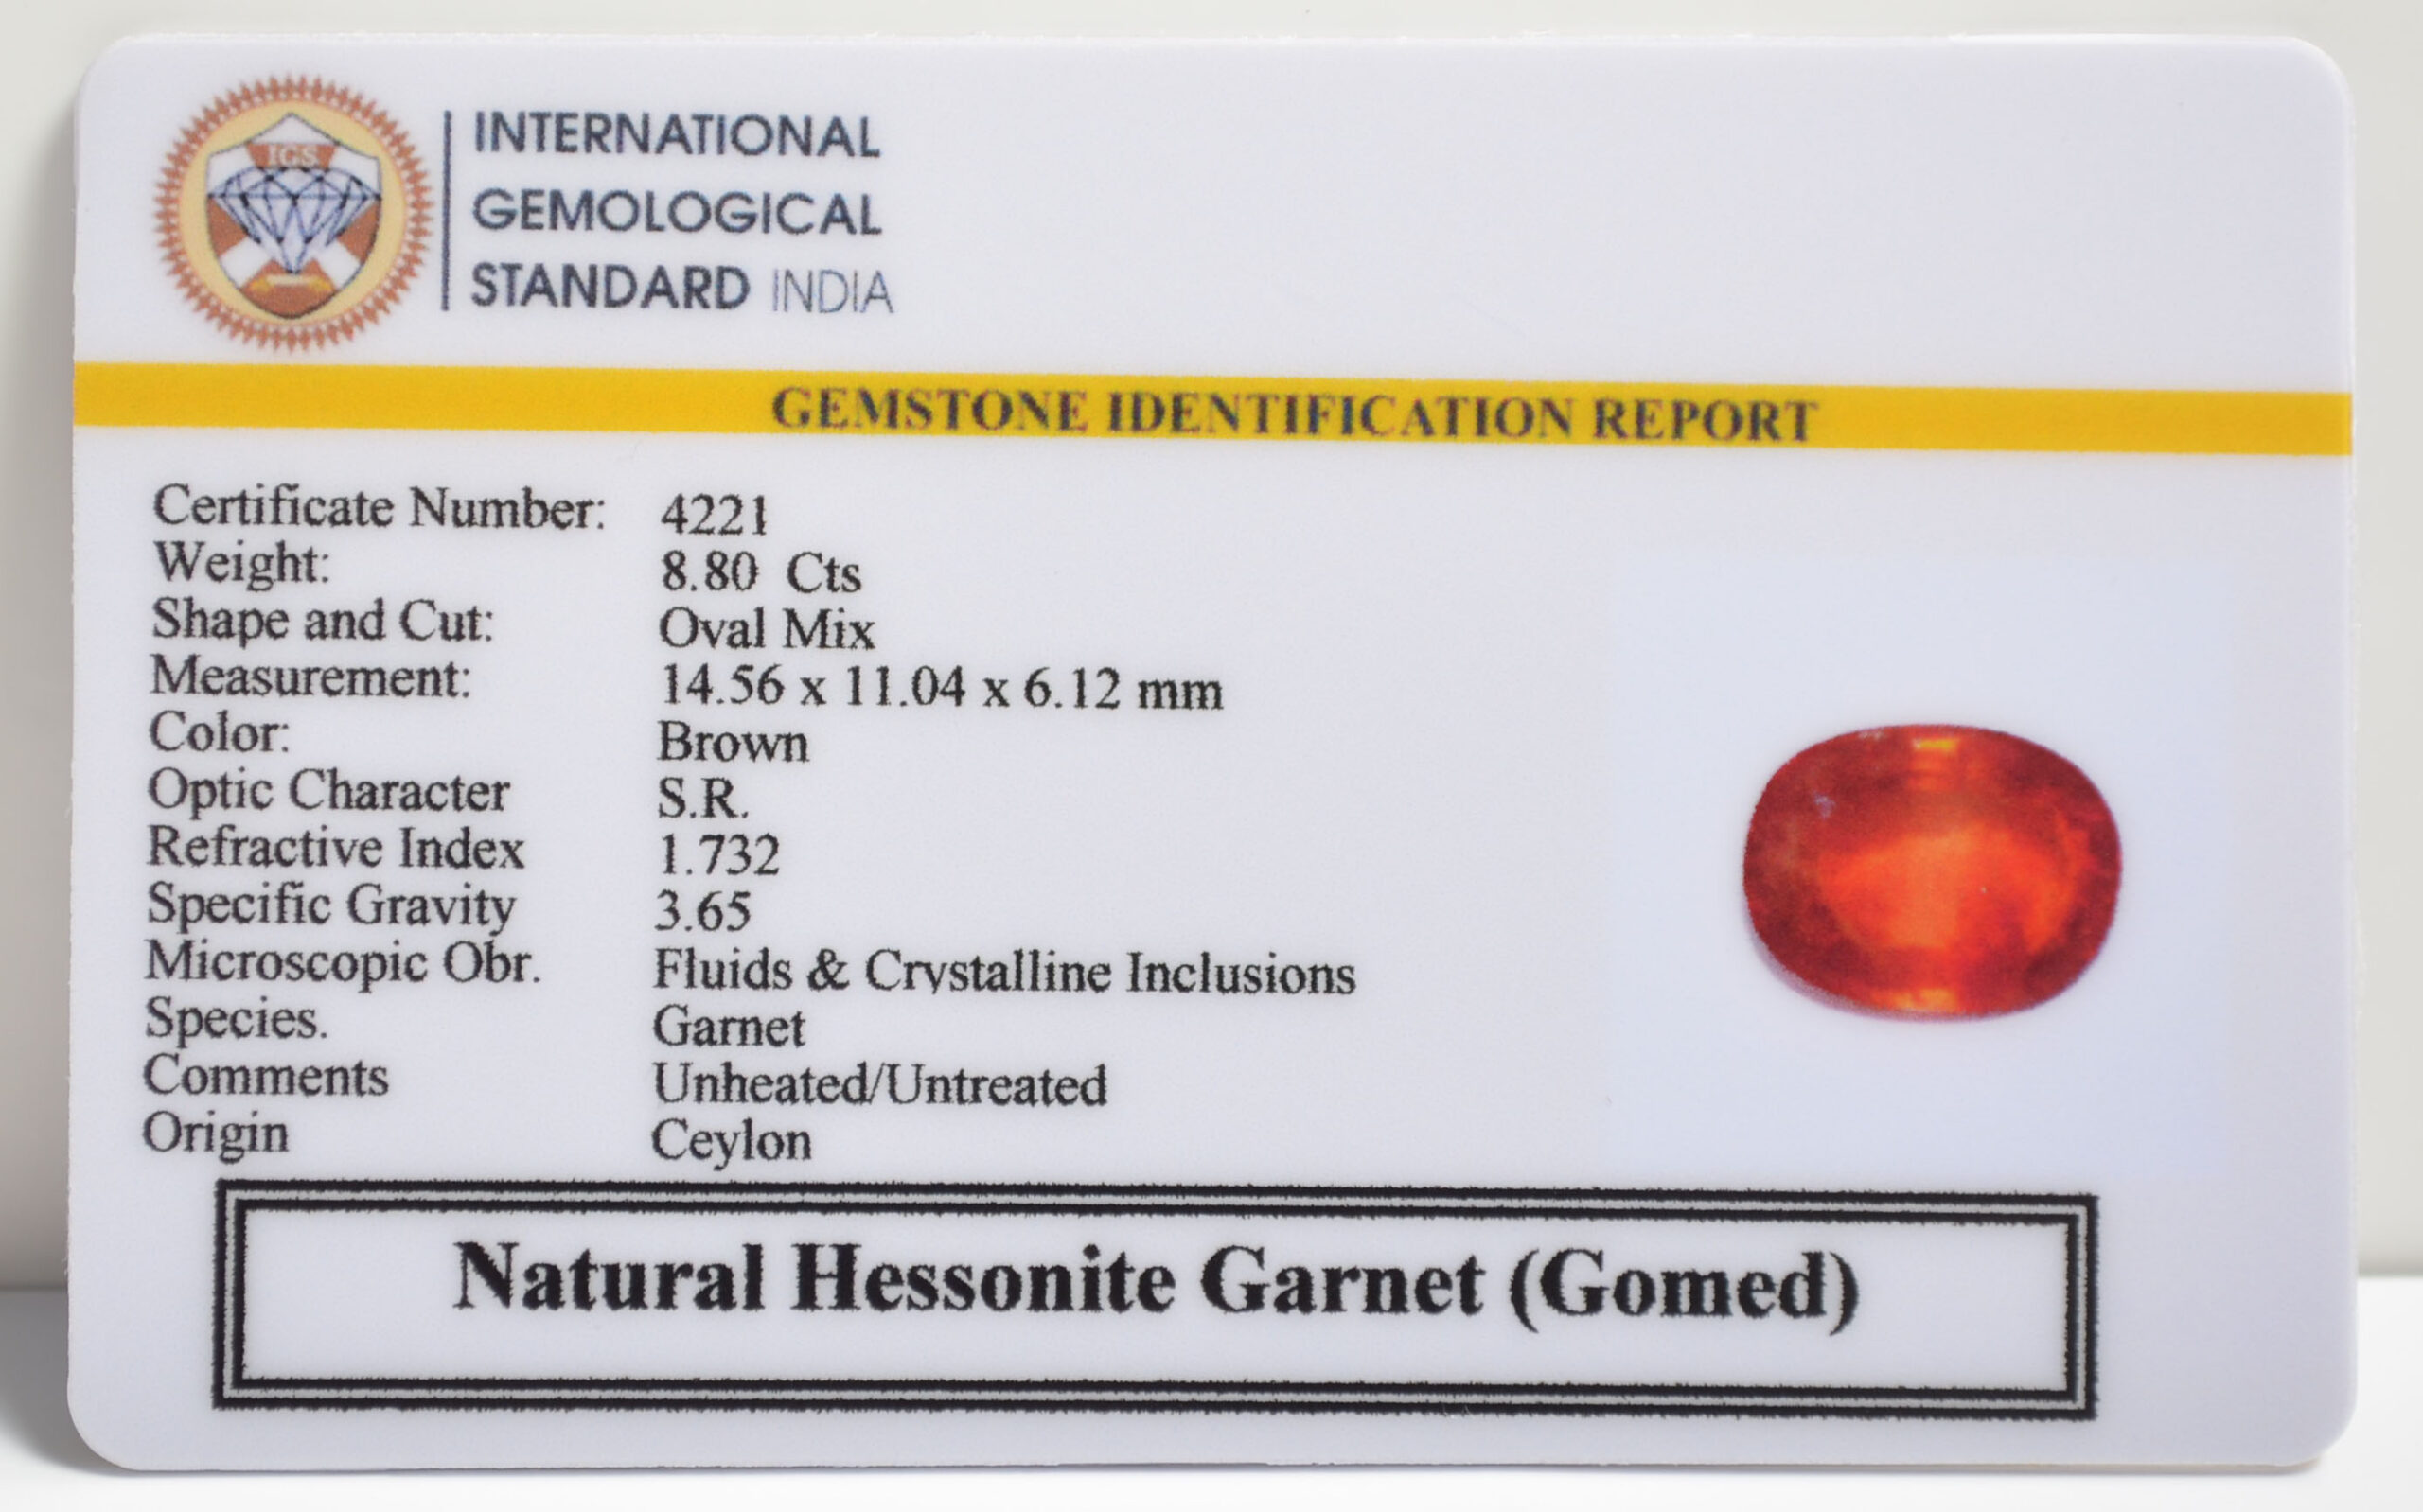 IGS
INTERNATIONAL
GEMOLOGICAL
STANDARD INDIA
GEMSTONE IDENTIFICATION REPORT
Certificate Number: 4221
Weight: 8.80 Cts
Shape and Cut: Oval Mix
Measurement: 14.56 x 11.04 x 6.12 mm
Color: Brown
Optic Character S.R.
Refractive Index 1.732
Specific Gravity 3.65
Microscopic Obr. Fluids & Crystalline Inclusions
Species. Garnet
Comments Unheated/Untreated
Origin Ceylon
Natural Hessonite Garnet (Gomed)